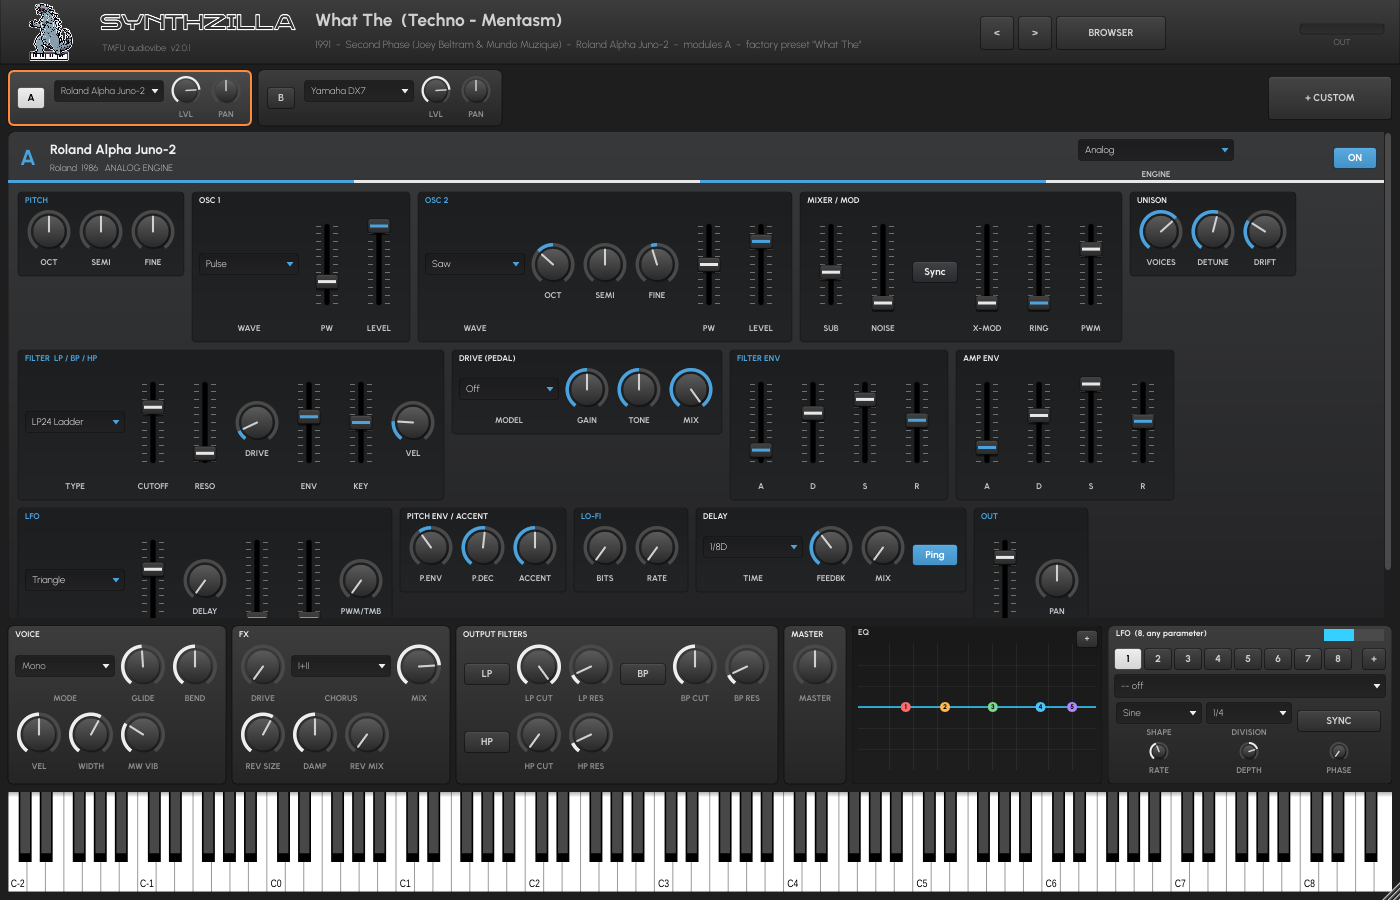 SYNTHZILLA
TMFU audiovibe v2.0.1
What The (Techno - Mentasm)
1991 - Second Phase (Joey Beltram & Mundo Muzique) - Roland Alpha Juno-2 - modules A - factory preset "What The"
< > BROWSER
OUT
A Roland Alpha Juno-2 LVL PAN
B Yamaha DX7 LVL PAN
+ CUSTOM
A Roland Alpha Juno-2
Roland 1986 ANALOG ENGINE
Analog
ENGINE
ON
PITCH
OCT SEMI FINE
OSC 1
Pulse
WAVE PW LEVEL
OSC 2
Saw
OCT SEMI FINE
WAVE PW LEVEL
MIXER / MOD
Sync
SUB NOISE X-MOD RING PWM
UNISON
VOICES DETUNE DRIFT
FILTER LP / BP / HP
LP24 Ladder
DRIVE VEL
TYPE CUTOFF RESO ENV KEY
DRIVE (PEDAL)
Off
MODEL GAIN TONE MIX
FILTER ENV
A D S R
AMP ENV
A D S R
LFO
Triangle
DELAY PWM/TMB
PITCH ENV / ACCENT
P.ENV P.DEC ACCENT
LO-FI
BITS RATE
DELAY
1/8D
Ping
TIME FEEDBK MIX
OUT
PAN
VOICE
Mono
MODE GLIDE BEND
VEL WIDTH MW VIB
FX
I+II
DRIVE CHORUS MIX
REV SIZE DAMP REV MIX
OUTPUT FILTERS
LP BP
LP CUT LP RES BP CUT BP RES
HP
HP CUT HP RES
MASTER
MASTER
EQ
+
1 2 3 4 5
LFO (8, any parameter)
1 2 3 4 5 6 7 8 +
-- off
Sine 1/4 SYNC
SHAPE DIVISION
RATE DEPTH PHASE
C-2 C-1 C0 C1 C2 C3 C4 C5 C6 C7 C8